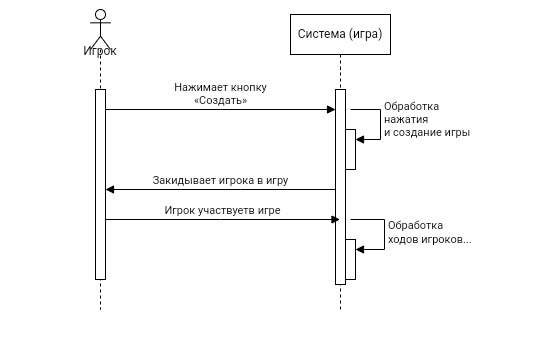 Игрок
Система (игра)
Нажимает кнопку
«Создать»
Обработка
нажатия
и создание игры
Закидывает игрока в игру
Игрок участвуетв игре
Обработка
ходов игроков...